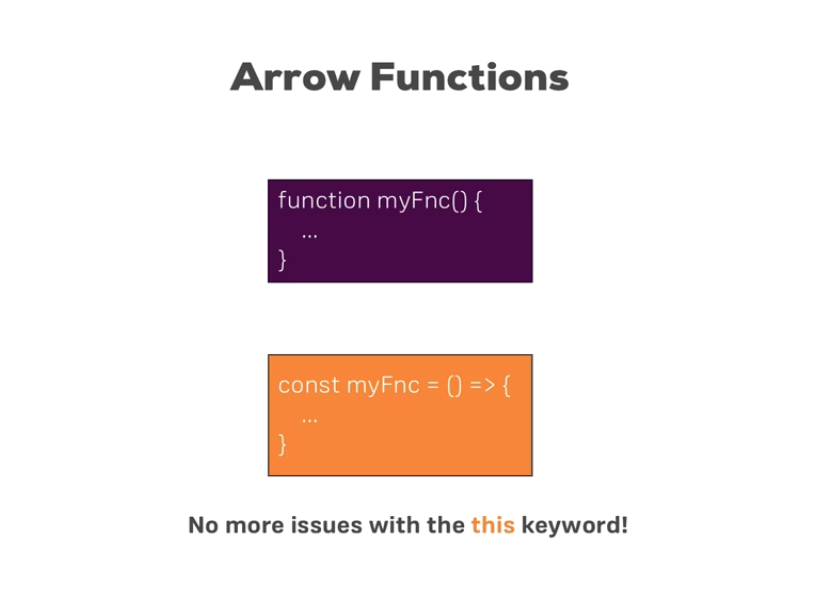 Arrow Functions
function myFnc() {
...
}
const myFnc = () => {
...
}
No more issues with the this keyword!